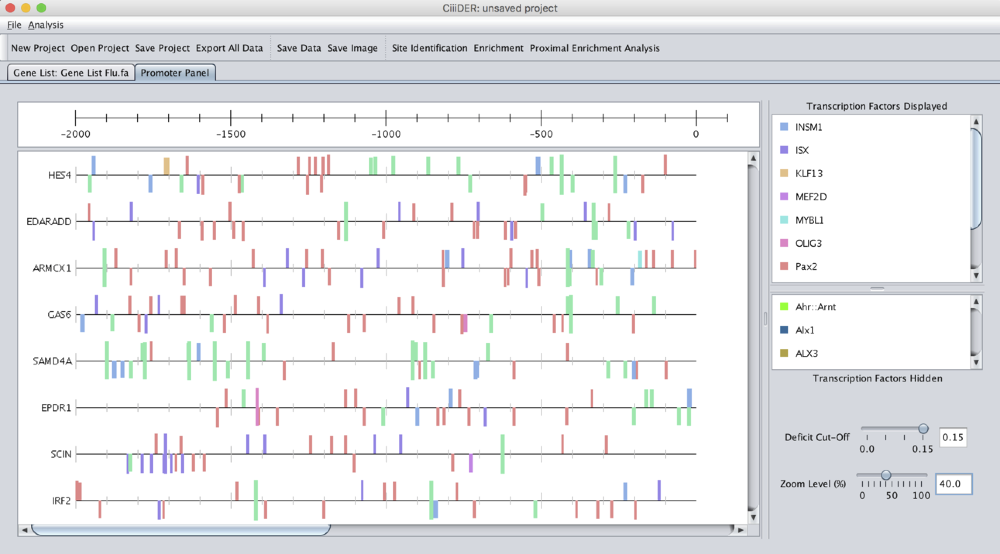 CiiiDER: unsaved project
File Analysis
New Project Open Project Save Project Export All Data Save Data Save Image Site Identification Enrichment Proximal Enrichment Analysis
Gene List: Gene List Flu.fa Promoter Panel
-2000 -1500 -1000 -500 0
HES4
EDARADD
ARMCX1
GAS6
SAMD4A
EPDR1
SCIN
IRF2
Transcription Factors Displayed
INSM1
ISX
KLF13
MEF2D
MYBL1
OLIG3
Pax2
Ahr::Arnt
Alx1
ALX3
Transcription Factors Hidden
Deficit Cut-Off 0.15
0.0 0.15
Zoom Level (%) 40.0
0 50 100